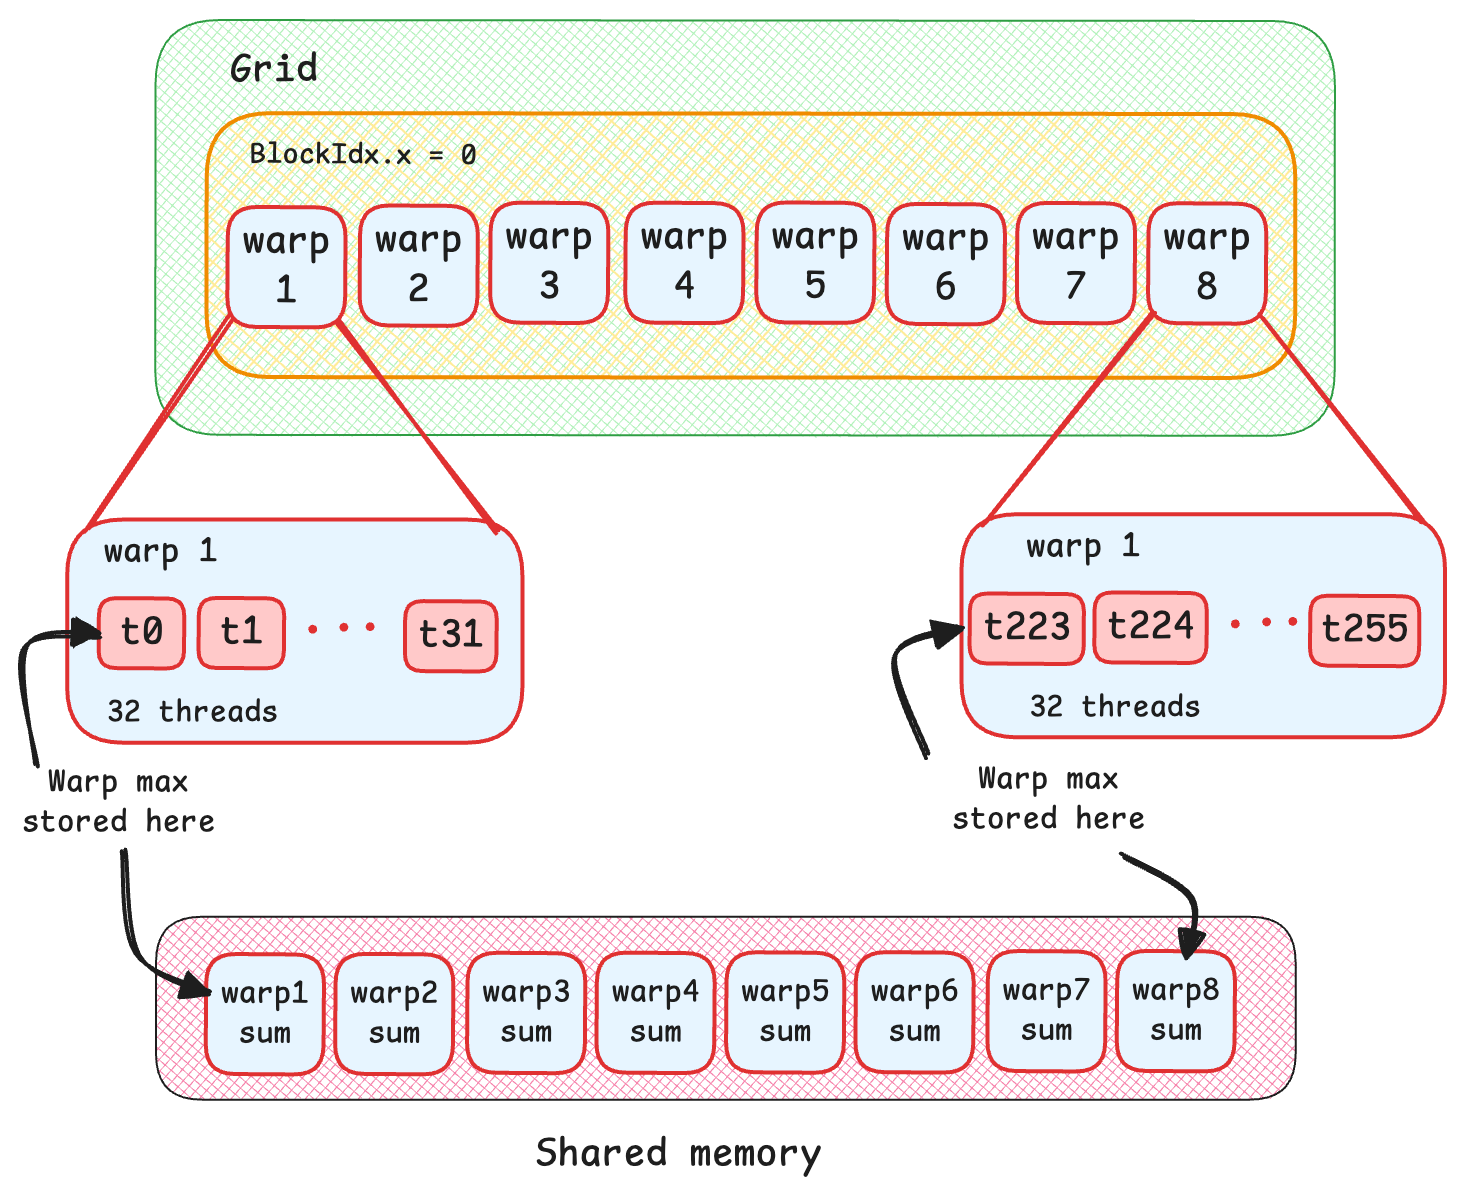 Grid
BlockIdx.x = 0
warp
1
warp
2
warp
3
warp
4
warp
5
warp
6
warp
7
warp
8
warp 1
t0
t1
t31
32 threads
warp 1
t223
t224
t255
32 threads
Warp max
stored here
Warp max
stored here
warp1
sum
warp2
sum
warp3
sum
warp4
sum
warp5
sum
warp6
sum
warp7
sum
warp8
sum
Shared memory